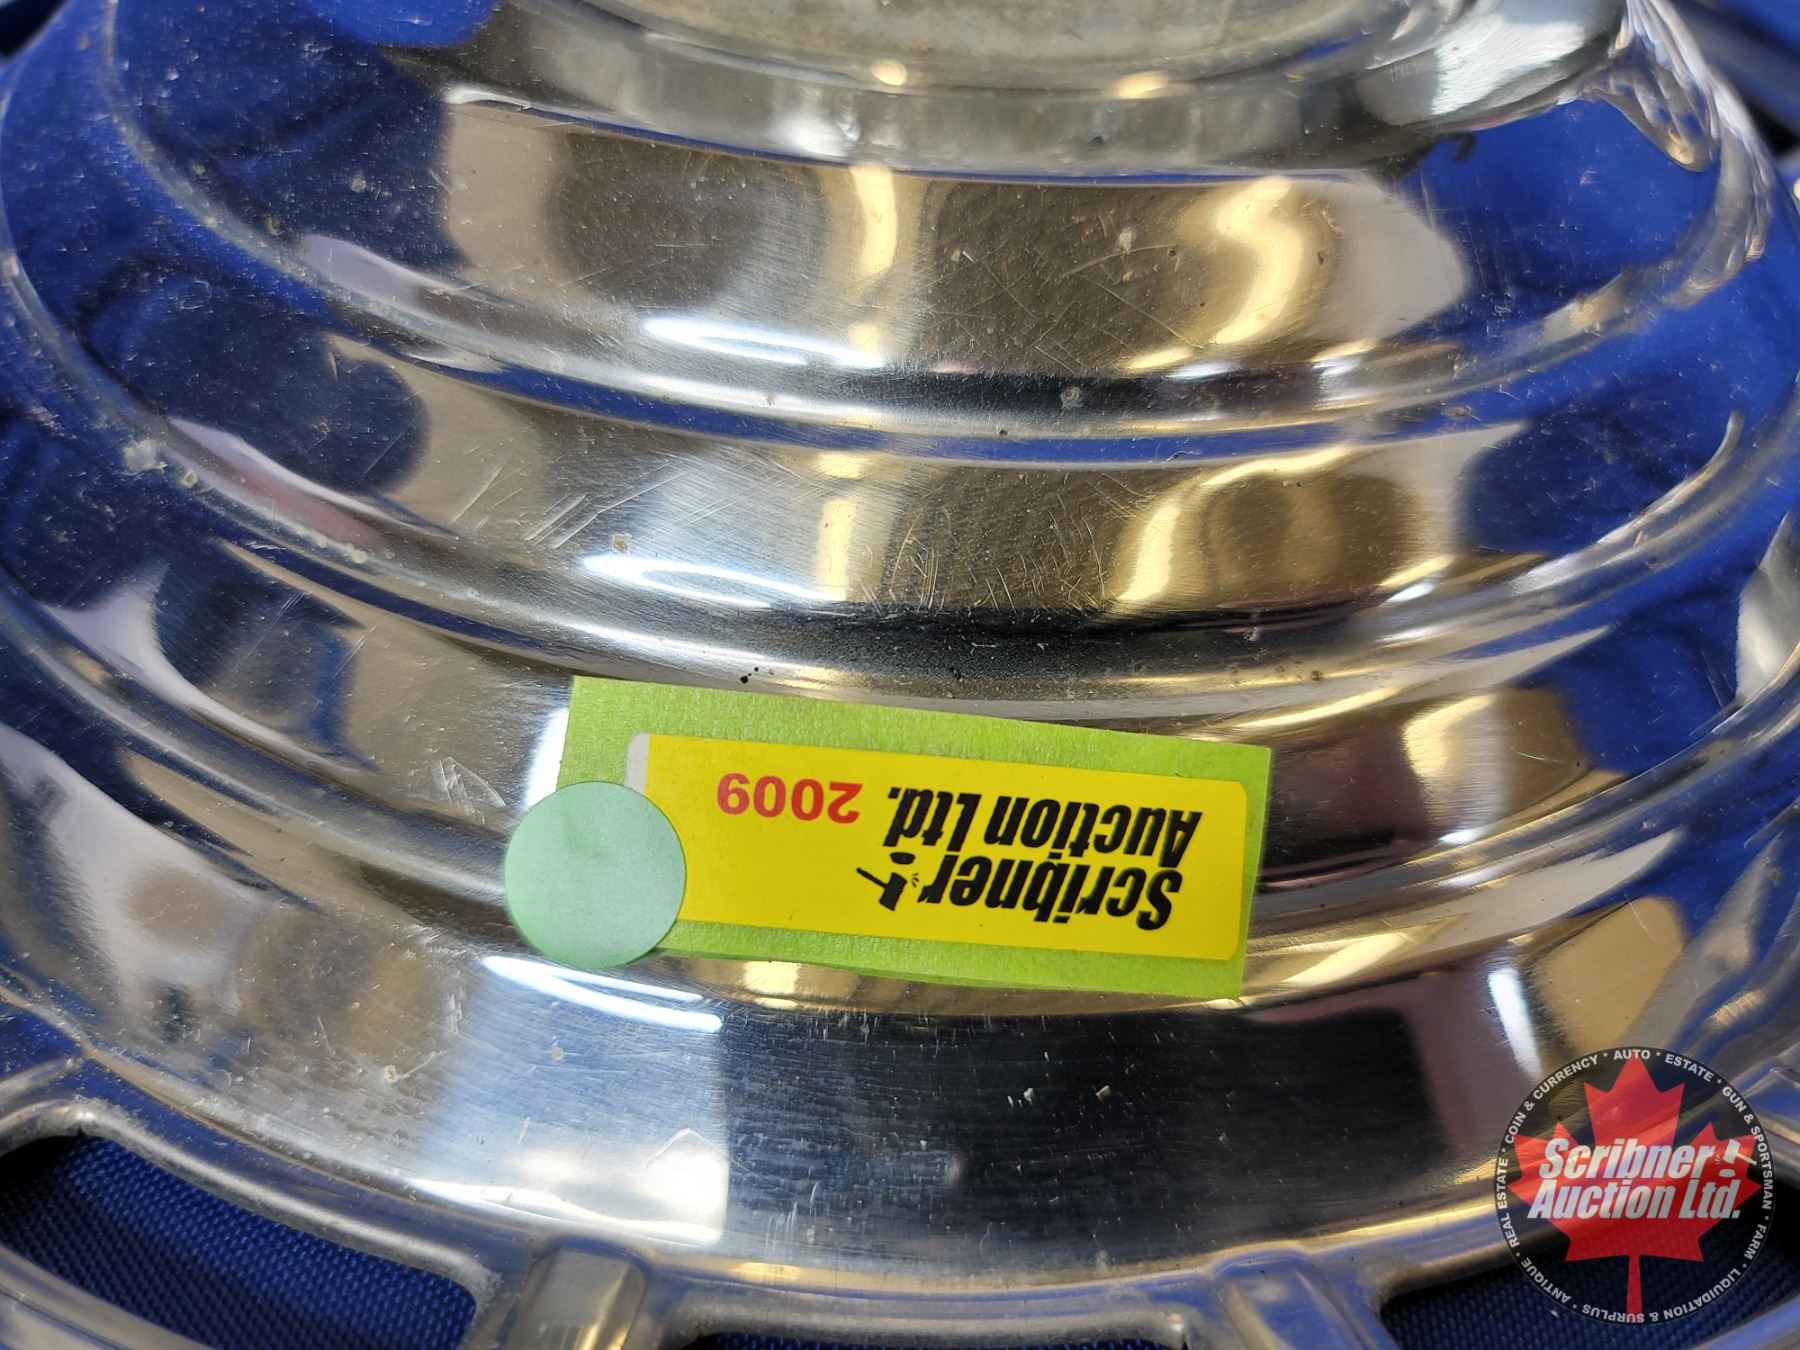 Scribner!
Auction Ltd. 2009
Scribner!
Auction Ltd.
ANTIQUE * REAL ESTATE * COIN & CURRENCY * AUTO * ESTATE * GUN & SPORTSMAN * FARM * LIQUIDATION & SURPLUS *